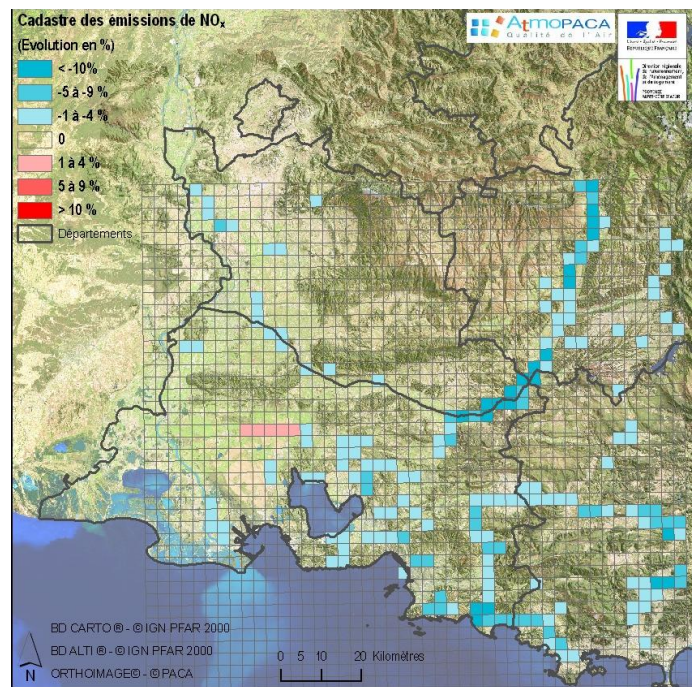 Cadastre des émissions de NOx
(Evolution en %)
< -10%
-5 à -9 %
-1 à -4 %
0
1 à 4 %
5 à 9 %
> 10 %
Départements
AtmoPACA
Qualité de l'Air
RÉPUBLIQUE FRANÇAISE
BD CARTO ® - © IGN PFAR 2000
BD ALTI ® - © IGN PFAR 2000
ORTHOIMAGE© - © PACA
N
0 5 10 20 Kilomètres